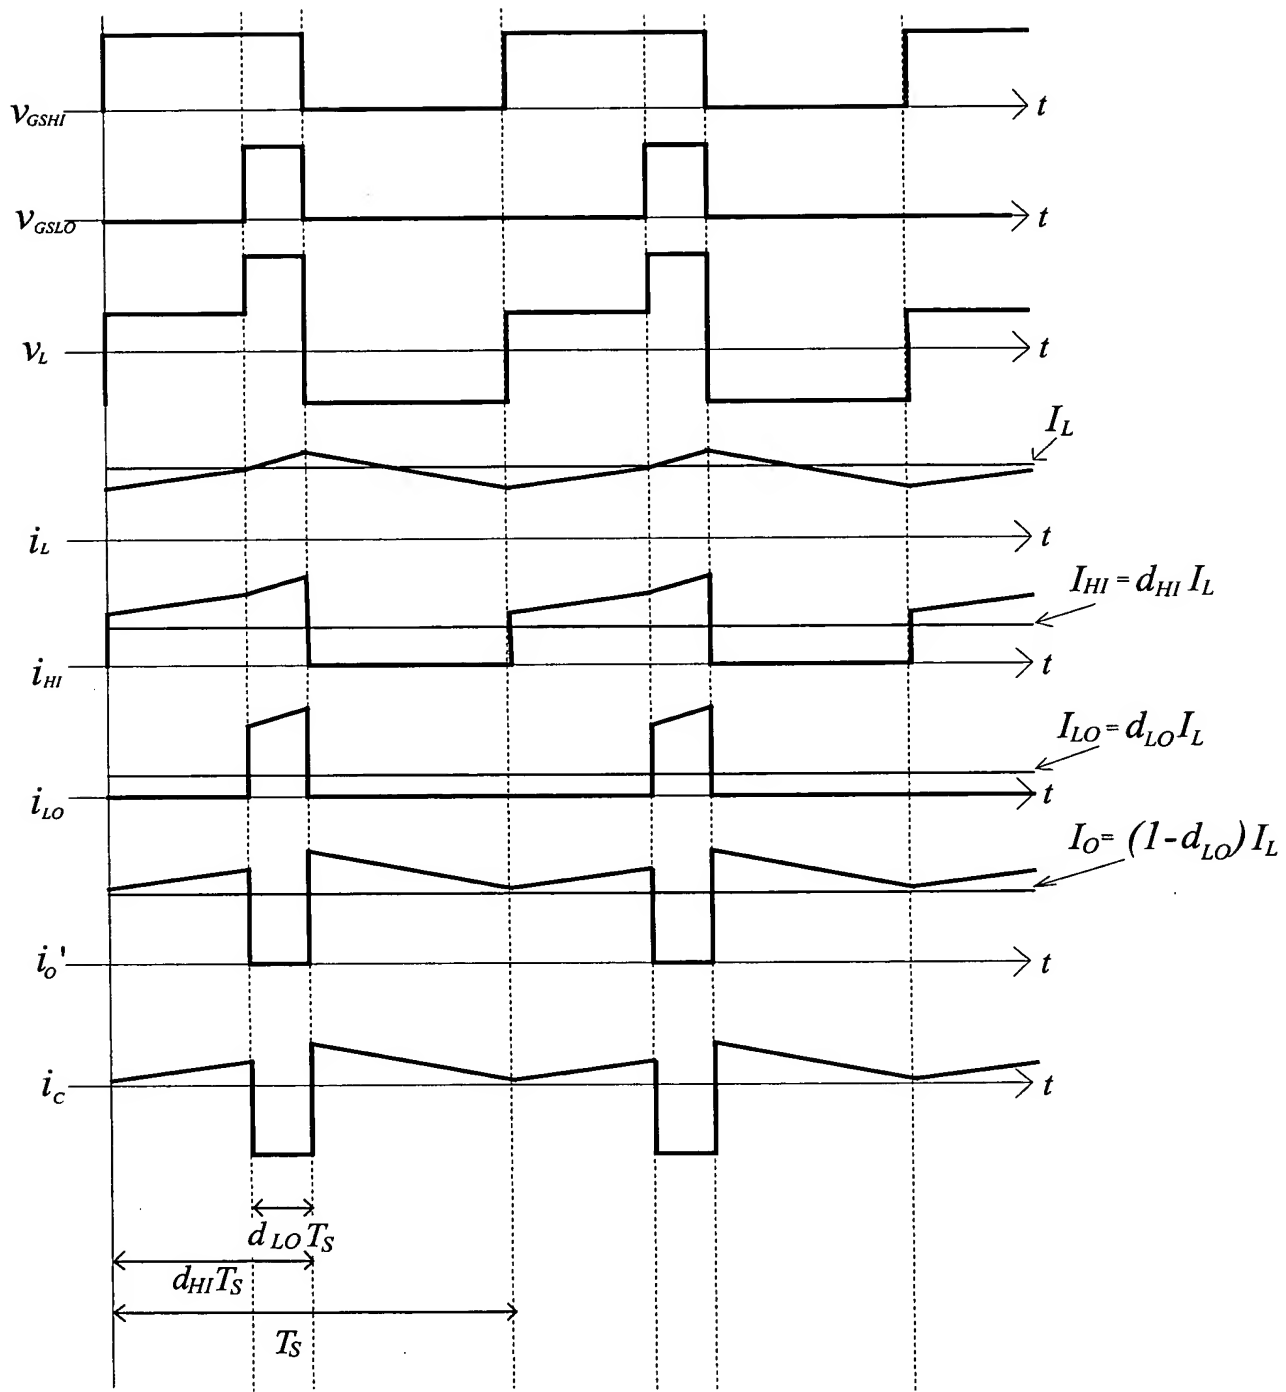 v_GSHI t
v_GSLO t
v_L t
I_L
i_L t
I_HI = d_HI I_L
i_HI t
I_LO = d_LO I_L
i_LO t
I_O = (1-d_LO) I_L
i_o' t
i_c t
d_LO T_S
d_HI T_S
T_S